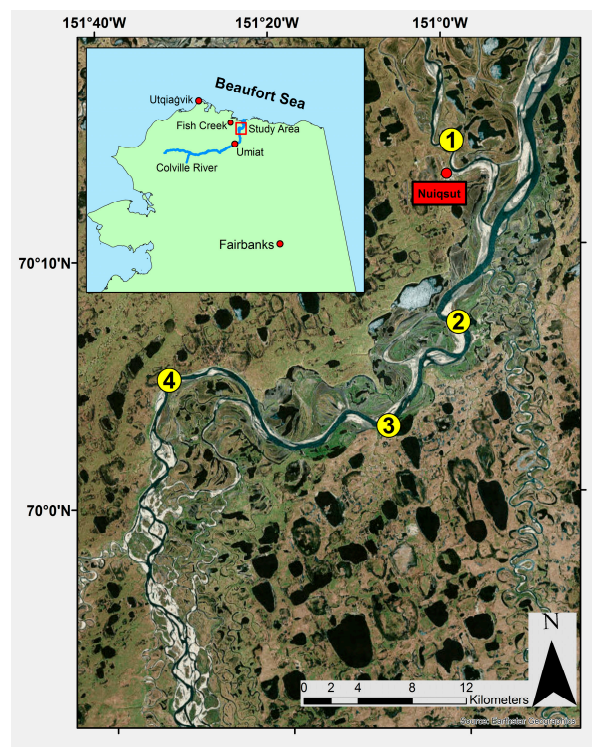 151°40'W 151°20'W 151°0'W
Beaufort Sea
Utqiaġvik
Fish Creek
Study Area
Umiat
Colville River
Fairbanks
1
Nuiqsut
70°10'N
2
4
3
70°0'N
N
0 2 4 8 12
Kilometers
Source: Earthstar Geographics